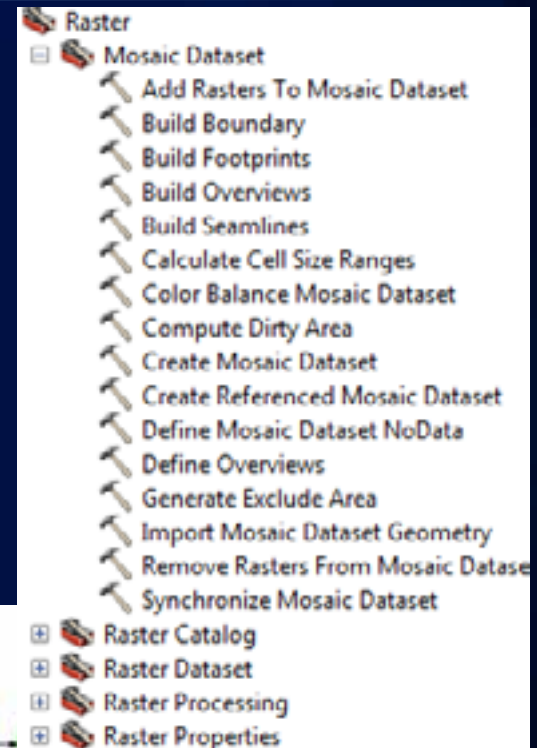 Raster
Mosaic Dataset
Add Rasters To Mosaic Dataset
Build Boundary
Build Footprints
Build Overviews
Build Seamlines
Calculate Cell Size Ranges
Color Balance Mosaic Dataset
Compute Dirty Area
Create Mosaic Dataset
Create Referenced Mosaic Dataset
Define Mosaic Dataset NoData
Define Overviews
Generate Exclude Area
Import Mosaic Dataset Geometry
Remove Rasters From Mosaic Datase
Synchronize Mosaic Dataset
Raster Catalog
Raster Dataset
Raster Processing
Raster Properties